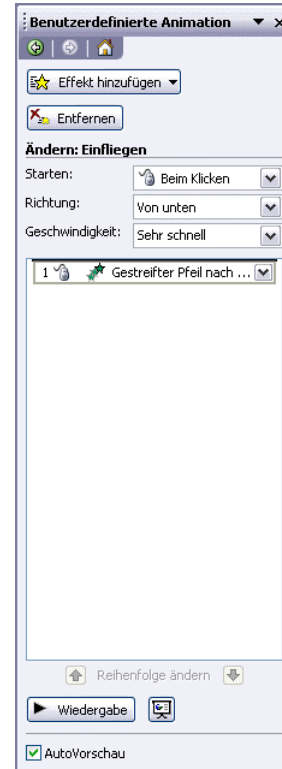 Benutzerdefinierte Animation
Effekt hinzufügen
Entfernen
Ändern: Einfliegen
Starten: Beim Klicken
Richtung: Von unten
Geschwindigkeit: Sehr schnell
1 Gestreifter Pfeil nach ...
Reihenfolge ändern
Wiedergabe
AutoVorschau